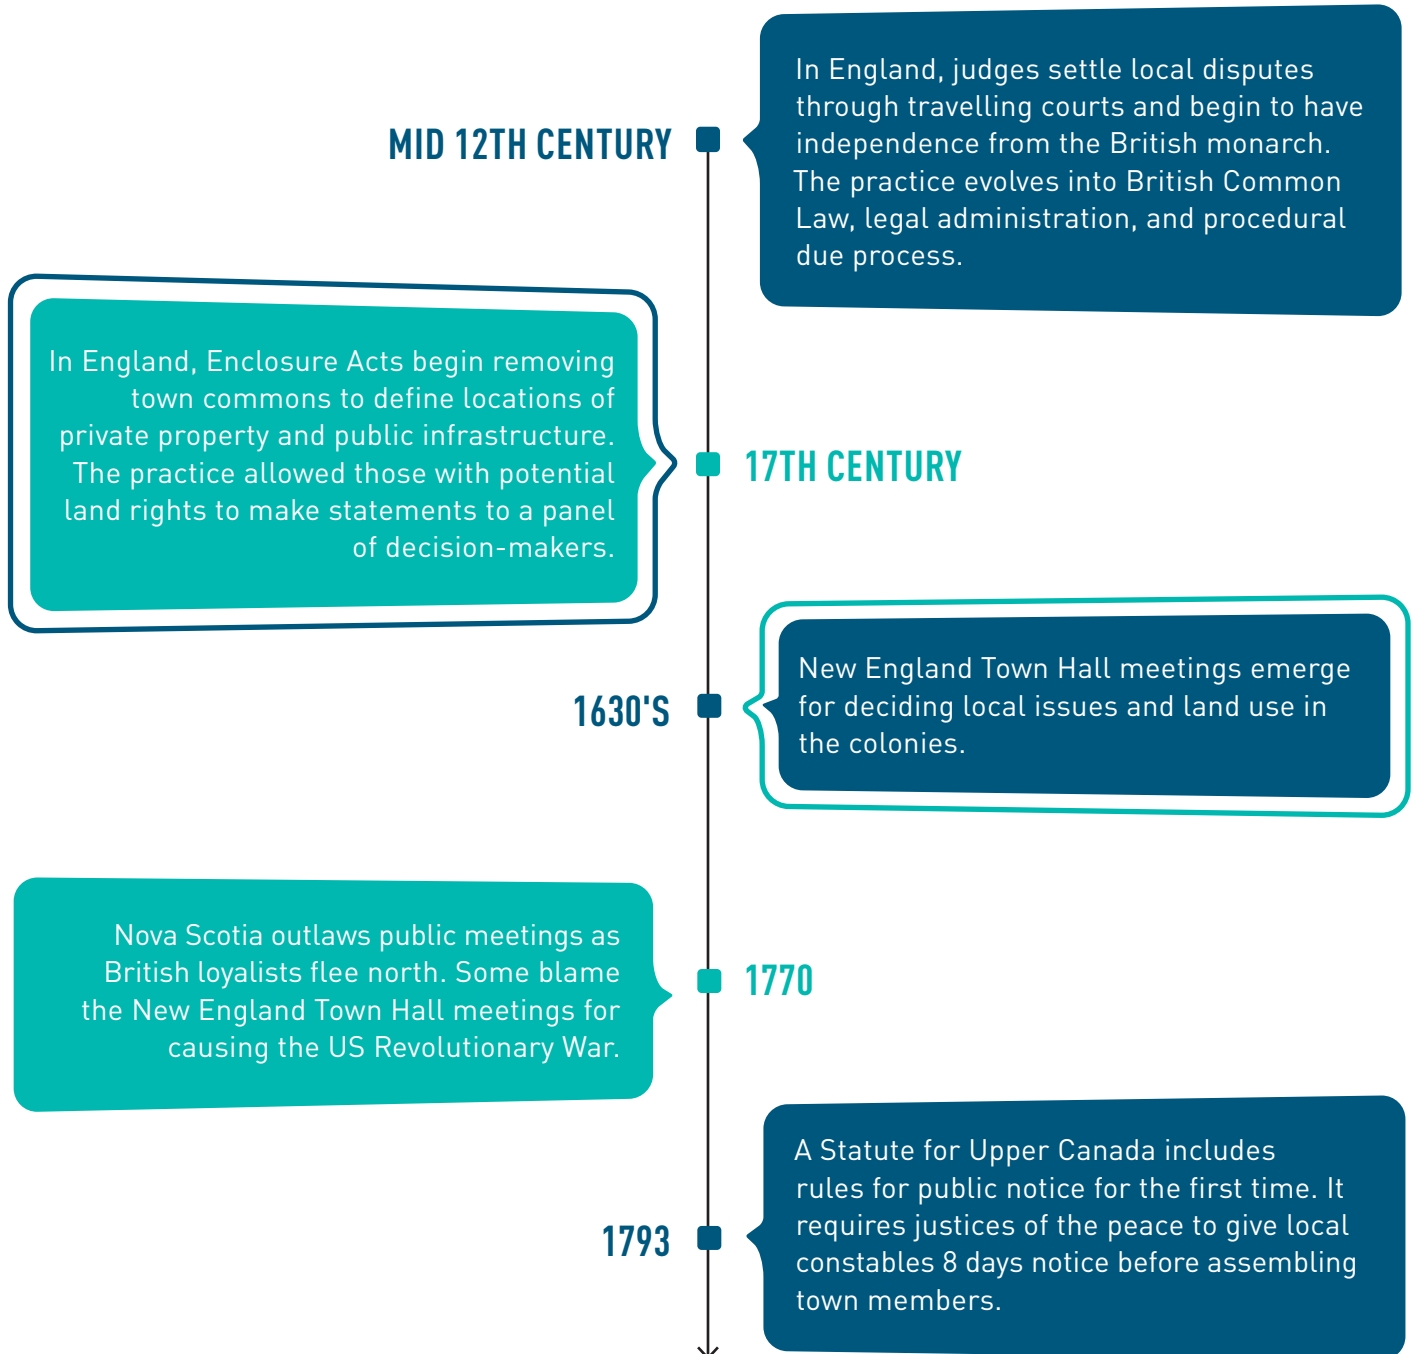 MID 12TH CENTURY
In England, judges settle local disputes
through travelling courts and begin to have
independence from the British monarch.
The practice evolves into British Common
Law, legal administration, and procedural
due process.
In England, Enclosure Acts begin removing
town commons to define locations of
private property and public infrastructure.
The practice allowed those with potential
land rights to make statements to a panel
of decision-makers.
17TH CENTURY
1630'S
New England Town Hall meetings emerge
for deciding local issues and land use in
the colonies.
Nova Scotia outlaws public meetings as
British loyalists flee north. Some blame
the New England Town Hall meetings for
causing the US Revolutionary War.
1770
1793
A Statute for Upper Canada includes
rules for public notice for the first time. It
requires justices of the peace to give local
constables 8 days notice before assembling
town members.